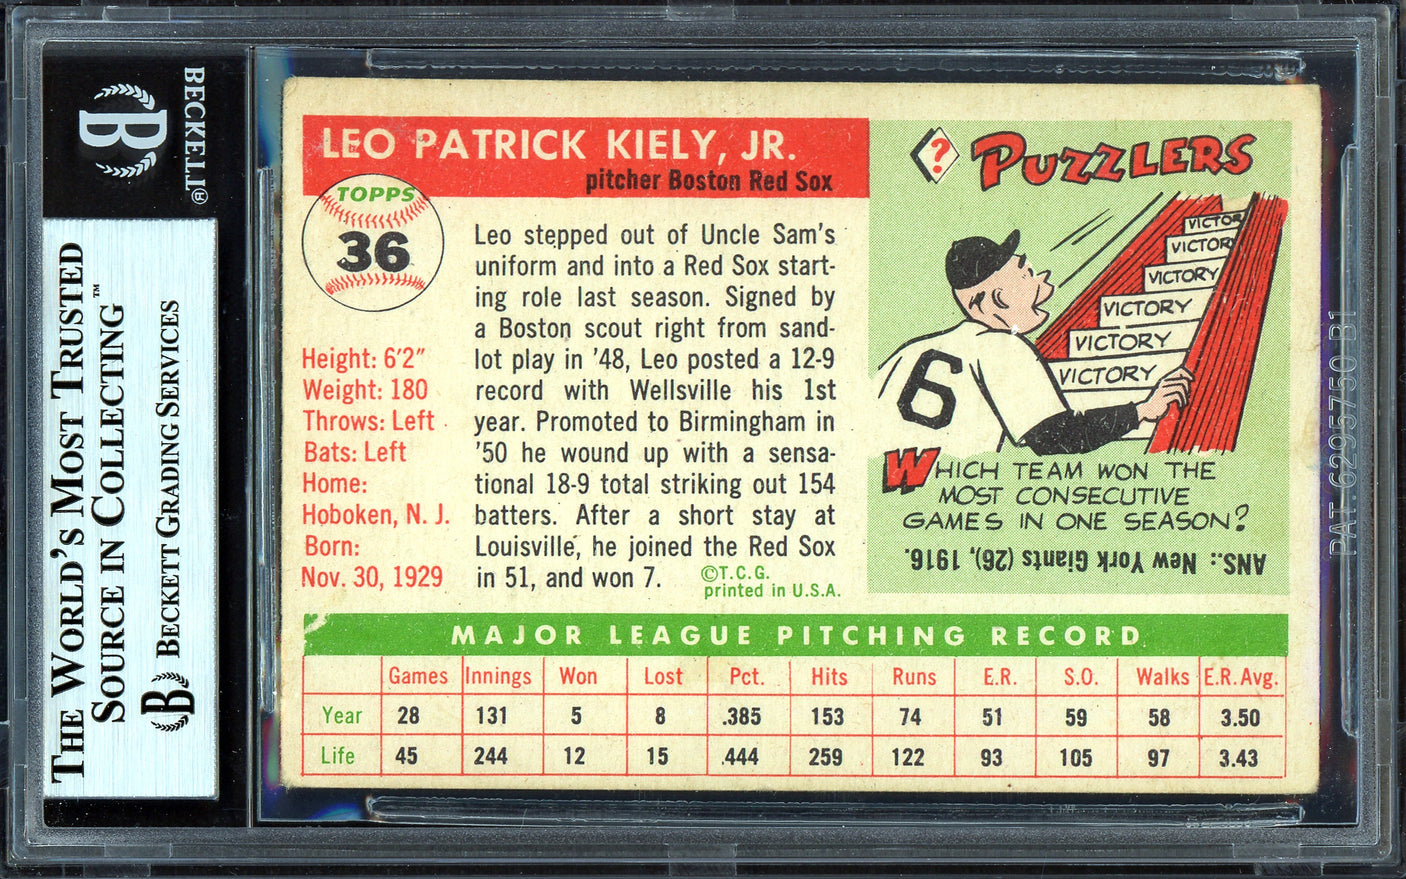 BECKETT®
B
THE WORLD'S MOST TRUSTED
SOURCE IN COLLECTING™
BECKETT GRADING SERVICES
B
LEO PATRICK KIELY, JR.
pitcher Boston Red Sox
TOPPS
36
Height: 6'2"
Weight: 180
Throws: Left
Bats: Left
Home:
Hoboken, N. J.
Born:
Nov. 30, 1929
Leo stepped out of Uncle Sam's
uniform and into a Red Sox start-
ing role last season. Signed by
a Boston scout right from sand-
lot play in '48, Leo posted a 12-9
record with Wellsville his 1st
year. Promoted to Birmingham in
'50 he wound up with a sensa-
tional 18-9 total striking out 154
batters. After a short stay at
Louisville, he joined the Red Sox
in 51, and won 7.
©T.C.G.
printed in U.S.A.
?
PUZZLERS
VICTOR
VICTOR
VICTORY
VICTORY
VICTORY
VICTORY
6
WHICH TEAM WON THE
MOST CONSECUTIVE
GAMES IN ONE SEASON?
ANS.: New York Giants (26), 1916.
MAJOR LEAGUE PITCHING RECORD
Games Innings Won Lost Pct. Hits Runs E.R. S.O. Walks E.R.Avg.
Year 28 131 5 8 .385 153 74 51 59 58 3.50
Life 45 244 12 15 .444 259 122 93 105 97 3.43
PAT.6295750 B1